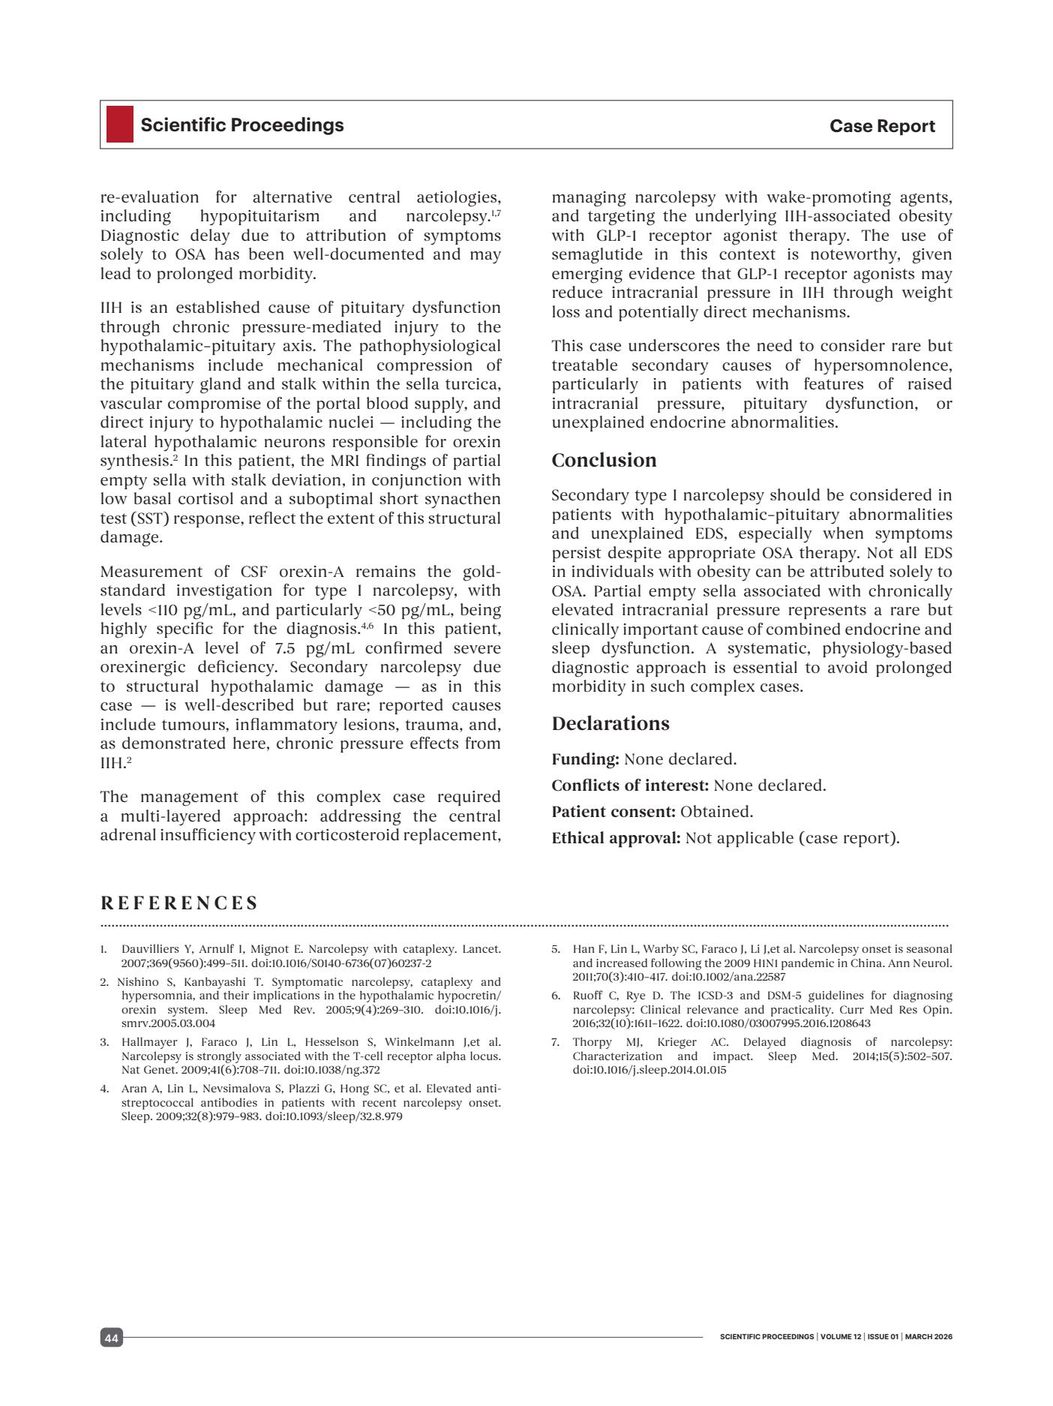 Scientific Proceedings
Case Report
re-evaluation for alternative central aetiologies,
including hypopituitarism and narcolepsy.1,7
Diagnostic delay due to attribution of symptoms
solely to OSA has been well-documented and may
lead to prolonged morbidity.
IIH is an established cause of pituitary dysfunction
through chronic pressure-mediated injury to the
hypothalamic–pituitary axis. The pathophysiological
mechanisms include mechanical compression of
the pituitary gland and stalk within the sella turcica,
vascular compromise of the portal blood supply, and
direct injury to hypothalamic nuclei — including the
lateral hypothalamic neurons responsible for orexin
synthesis.2 In this patient, the MRI findings of partial
empty sella with stalk deviation, in conjunction with
low basal cortisol and a suboptimal short synacthen
test (SST) response, reflect the extent of this structural
damage.
Measurement of CSF orexin-A remains the gold-
standard investigation for type I narcolepsy, with
levels <110 pg/mL, and particularly <50 pg/mL, being
highly specific for the diagnosis.4,6 In this patient,
an orexin-A level of 7.5 pg/mL confirmed severe
orexinergic deficiency. Secondary narcolepsy due
to structural hypothalamic damage — as in this
case — is well-described but rare; reported causes
include tumours, inflammatory lesions, trauma, and,
as demonstrated here, chronic pressure effects from
IIH.2
The management of this complex case required
a multi-layered approach: addressing the central
adrenal insufficiency with corticosteroid replacement,
managing narcolepsy with wake-promoting agents,
and targeting the underlying IIH-associated obesity
with GLP-1 receptor agonist therapy. The use of
semaglutide in this context is noteworthy, given
emerging evidence that GLP-1 receptor agonists may
reduce intracranial pressure in IIH through weight
loss and potentially direct mechanisms.
This case underscores the need to consider rare but
treatable secondary causes of hypersomnolence,
particularly in patients with features of raised
intracranial pressure, pituitary dysfunction, or
unexplained endocrine abnormalities.
Conclusion
Secondary type I narcolepsy should be considered in
patients with hypothalamic–pituitary abnormalities
and unexplained EDS, especially when symptoms
persist despite appropriate OSA therapy. Not all EDS
in individuals with obesity can be attributed solely to
OSA. Partial empty sella associated with chronically
elevated intracranial pressure represents a rare but
clinically important cause of combined endocrine and
sleep dysfunction. A systematic, physiology-based
diagnostic approach is essential to avoid prolonged
morbidity in such complex cases.
Declarations
Funding: None declared.
Conflicts of interest: None declared.
Patient consent: Obtained.
Ethical approval: Not applicable (case report).
REFERENCES
1. Dauvilliers Y, Arnulf I, Mignot E. Narcolepsy with cataplexy. Lancet.
2007;369(9560):499–511. doi:10.1016/S0140-6736(07)60237-2
2. Nishino S, Kanbayashi T. Symptomatic narcolepsy, cataplexy and
hypersomnia, and their implications in the hypothalamic hypocretin/
orexin system. Sleep Med Rev. 2005;9(4):269–310. doi:10.1016/j.
smrv.2005.03.004
3. Hallmayer J, Faraco J, Lin L, Hesselson S, Winkelmann J,et al.
Narcolepsy is strongly associated with the T-cell receptor alpha locus.
Nat Genet. 2009;41(6):708–711. doi:10.1038/ng.372
4. Aran A, Lin L, Nevsimalova S, Plazzi G, Hong SC, et al. Elevated anti-
streptococcal antibodies in patients with recent narcolepsy onset.
Sleep. 2009;32(8):979–983. doi:10.1093/sleep/32.8.979
5. Han F, Lin L, Warby SC, Faraco J, Li J,et al. Narcolepsy onset is seasonal
and increased following the 2009 H1N1 pandemic in China. Ann Neurol.
2011;70(3):410–417. doi:10.1002/ana.22587
6. Ruoff C, Rye D. The ICSD-3 and DSM-5 guidelines for diagnosing
narcolepsy: Clinical relevance and practicality. Curr Med Res Opin.
2016;32(10):1611–1622. doi:10.1080/03007995.2016.1208643
7. Thorpy MJ, Krieger AC. Delayed diagnosis of narcolepsy:
Characterization and impact. Sleep Med. 2014;15(5):502–507.
doi:10.1016/j.sleep.2014.01.015
44
SCIENTIFIC PROCEEDINGS | VOLUME 12 | ISSUE 01 | MARCH 2026